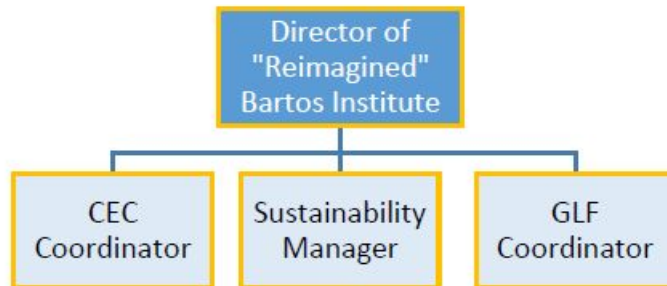 Director of
"Reimagined"
Bartos Institute
CEC
Coordinator
Sustainability
Manager
GLF
Coordinator